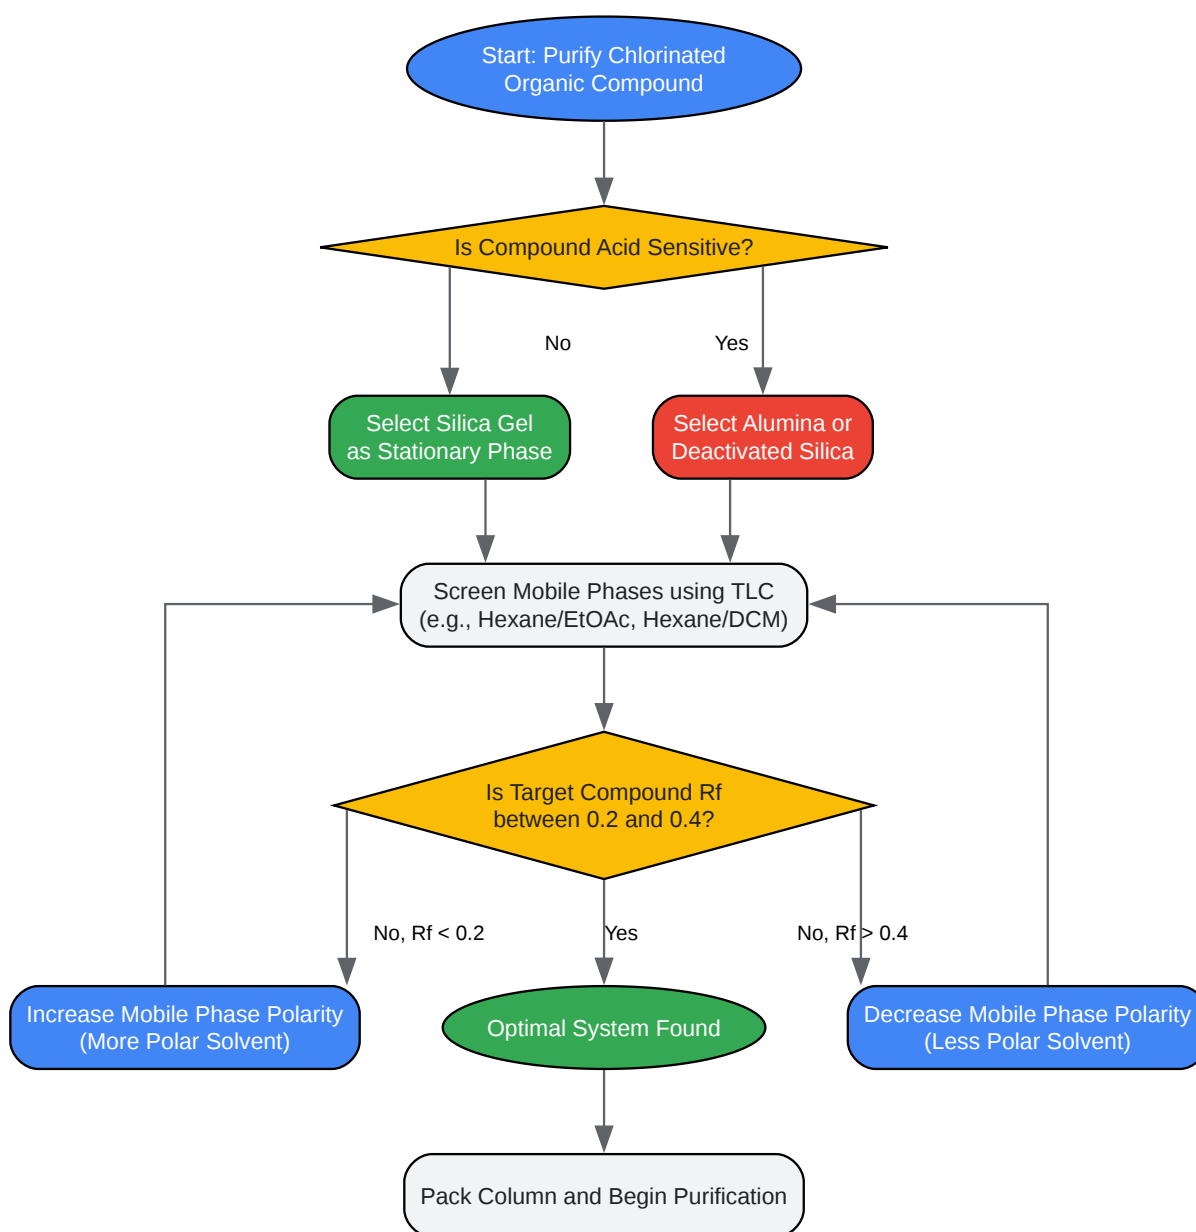 Start: Purify Chlorinated
Organic Compound
Is Compound Acid Sensitive?
No
Yes
Select Silica Gel
as Stationary Phase
Select Alumina or
Deactivated Silica
Screen Mobile Phases using TLC
(e.g., Hexane/EtOAc, Hexane/DCM)
Is Target Compound Rf
between 0.2 and 0.4?
No, Rf < 0.2
Yes
No, Rf > 0.4
Increase Mobile Phase Polarity
(More Polar Solvent)
Optimal System Found
Decrease Mobile Phase Polarity
(Less Polar Solvent)
Pack Column and Begin Purification